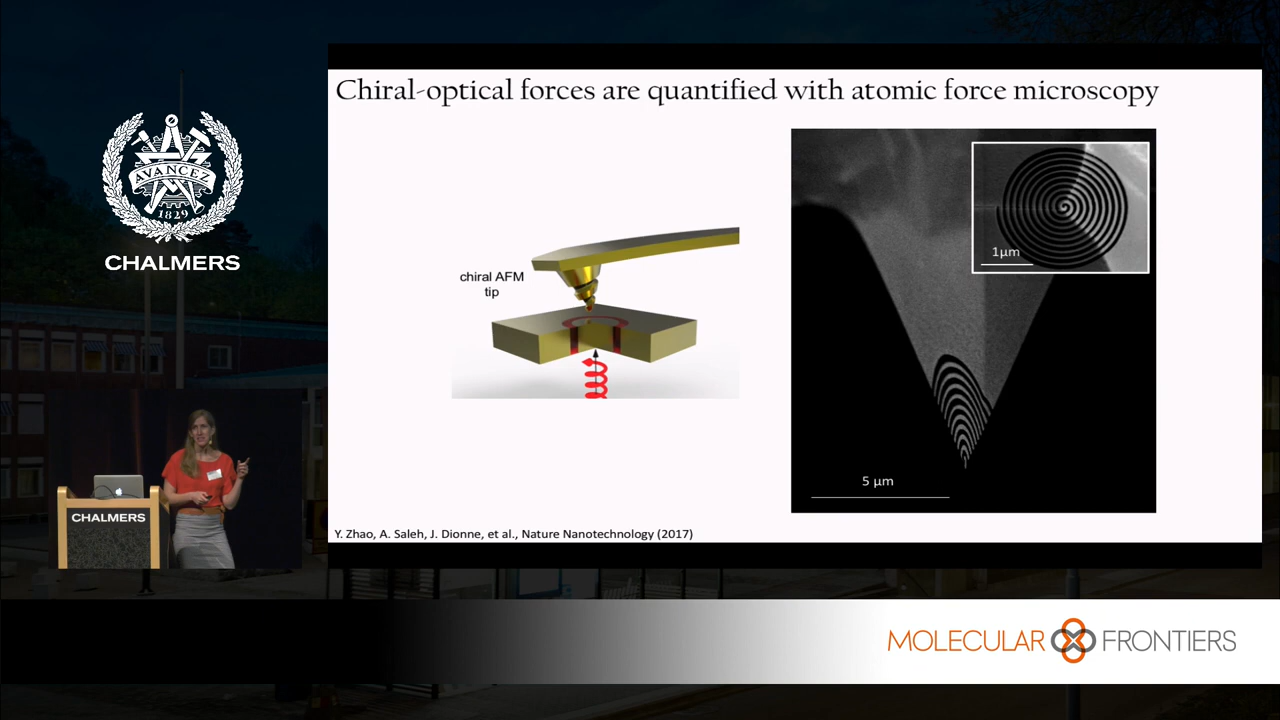 Chiral-optical forces are quantified with atomic force microscopy
AVANCEZ
1829
CHALMERS
chiral AFM
tip
1μm
5 μm
CHALMERS
Y. Zhao, A. Saleh, J. Dionne, et al., Nature Nanotechnology (2017)
MOLECULAR FRONTIERS